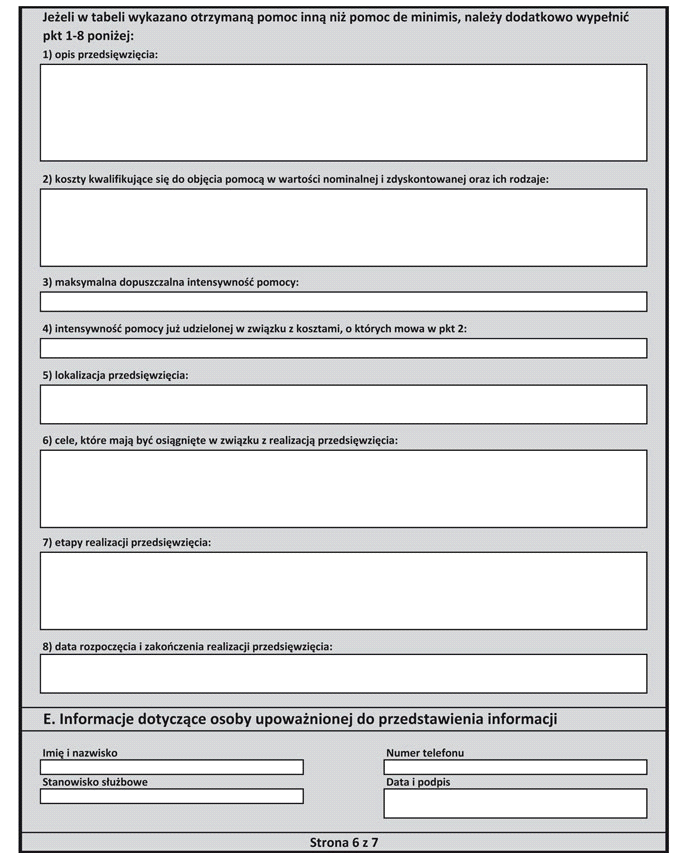 Jeżeli w tabeli wykazano otrzymaną pomoc inną niż pomoc de minimis, należy dodatkowo wypełnić
pkt 1-8 poniżej:
1) opis przedsięwzięcia:
2) koszty kwalifikujące się do objęcia pomocą w wartości nominalnej i zdyskontowanej oraz ich rodzaje:
3) maksymalna dopuszczalna intensywność pomocy:
4) intensywność pomocy już udzielonej w związku z kosztami, o których mowa w pkt 2:
5) lokalizacja przedsięwzięcia:
6) cele, które mają być osiągnięte w związku z realizacją przedsięwzięcia:
7) etapy realizacji przedsięwzięcia:
8) data rozpoczęcia i zakończenia realizacji przedsięwzięcia:
E. Informacje dotyczące osoby upoważnionej do przedstawienia informacji
Imię i nazwisko
Numer telefonu
Stanowisko służbowe
Data i podpis
Strona 6 z 7